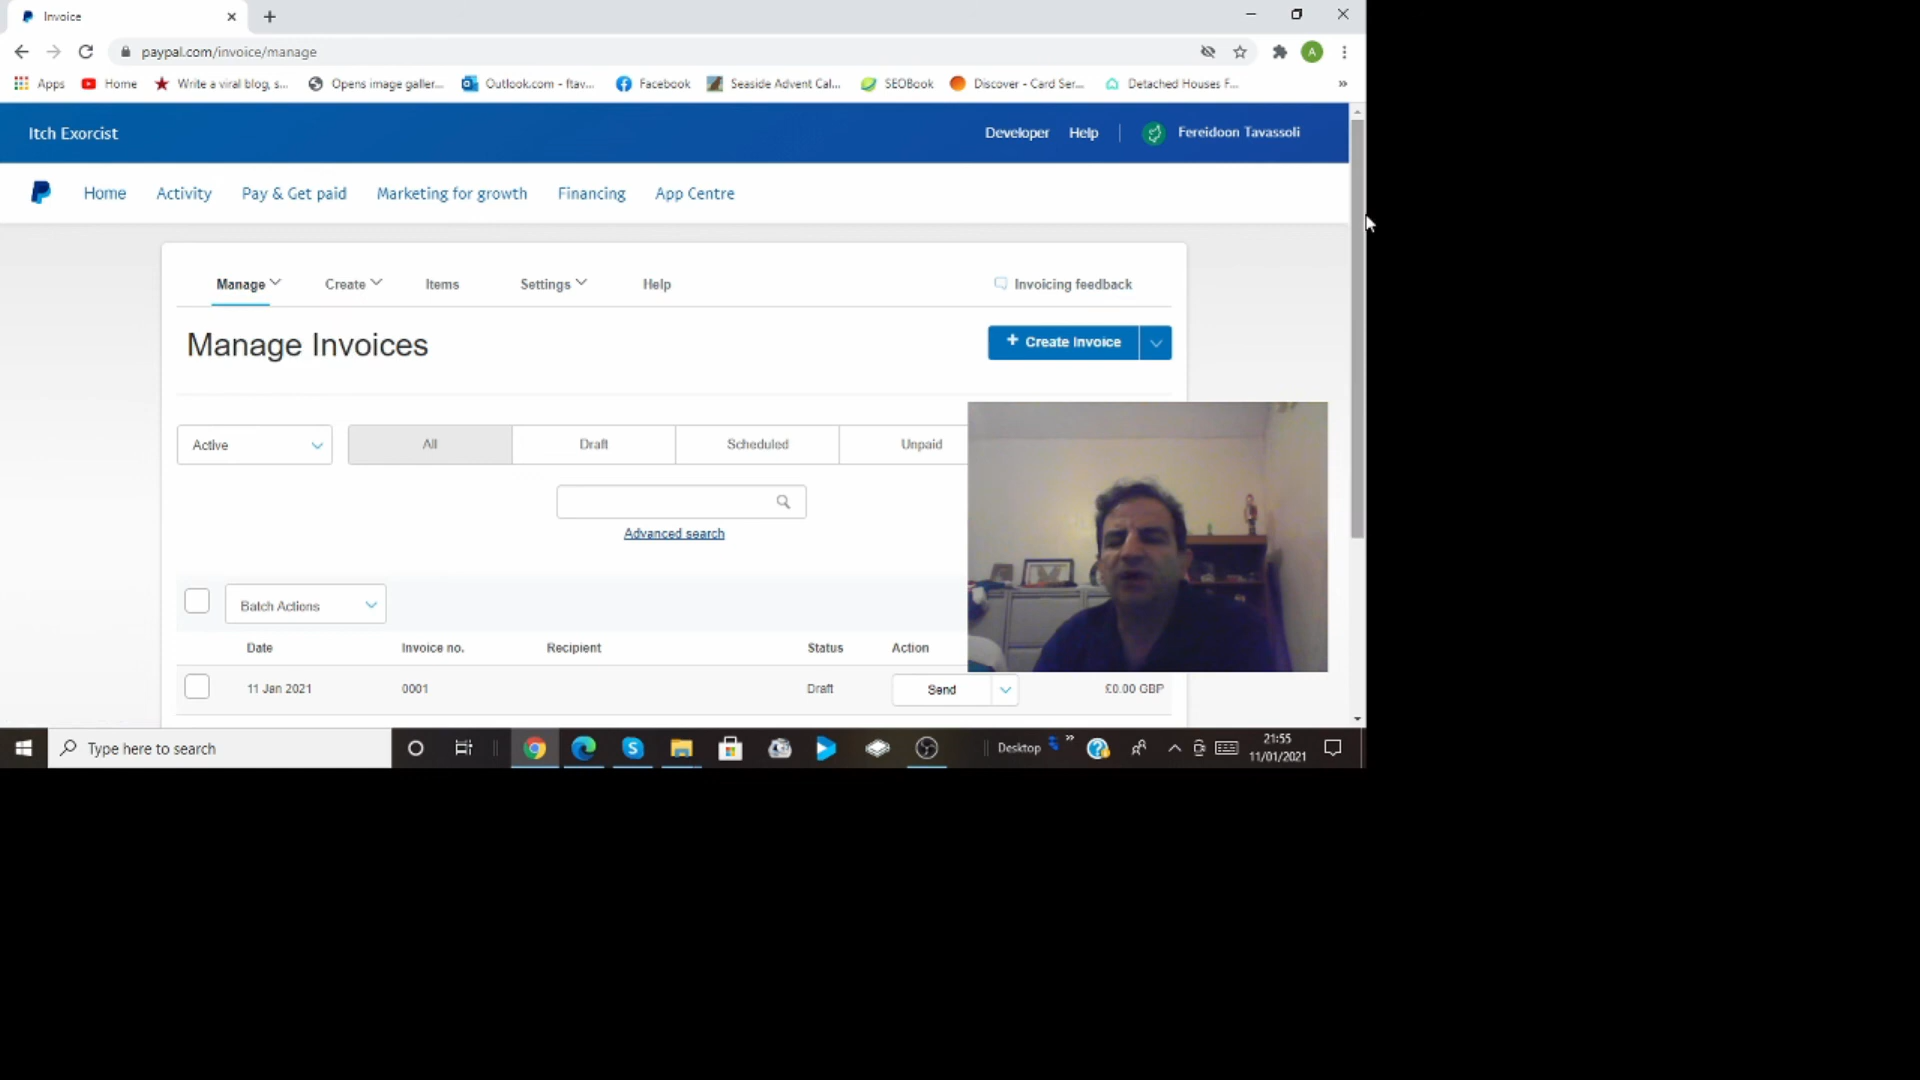 Invoice
paypal.com/invoice/manage
A
Apps Home Write a viral blog, s... Opens image galler... Outlook.com - ftav... Facebook Seaside Advent Cal... SEOBook Discover - Card Ser... Detached Houses F... »
Itch Exorcist Developer Help Fereidoon Tavassoli
Home Activity Pay & Get paid Marketing for growth Financing App Centre
Manage Create Items Settings Help Invoicing feedback
Manage Invoices + Create Invoice
Active All Draft Scheduled Unpaid
Advanced search
Batch Actions
Date Invoice no. Recipient Status Action
11 Jan 2021 0001 Draft Send £0.00 GBP
Type here to search Desktop » 21:55
11/01/2021